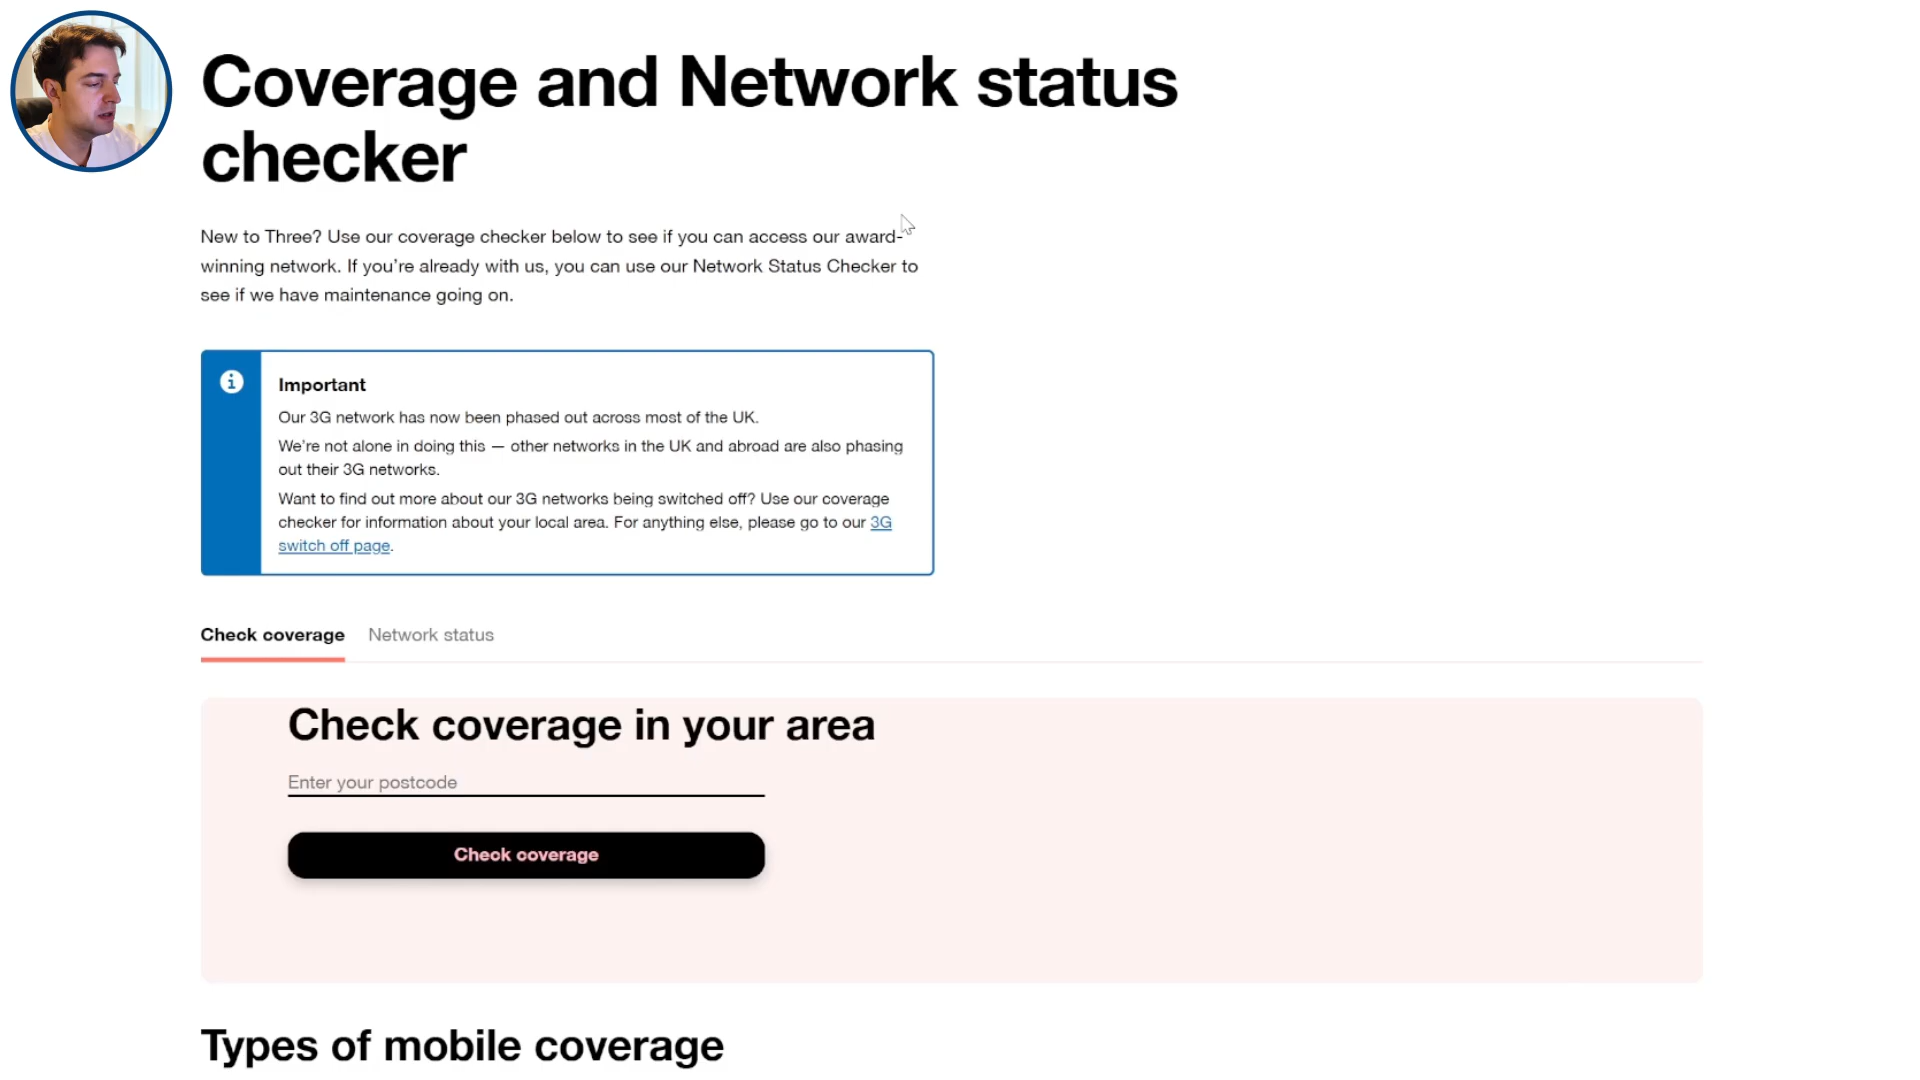 Coverage and Network status
checker
New to Three? Use our coverage checker below to see if you can access our award-
winning network. If you’re already with us, you can use our Network Status Checker to
see if we have maintenance going on.
Important
Our 3G network has now been phased out across most of the UK.
We’re not alone in doing this — other networks in the UK and abroad are also phasing
out their 3G networks.
Want to find out more about our 3G networks being switched off? Use our coverage
checker for information about your local area. For anything else, please go to our 3G
switch off page.
Check coverage Network status
Check coverage in your area
Enter your postcode
Check coverage
Types of mobile coverage